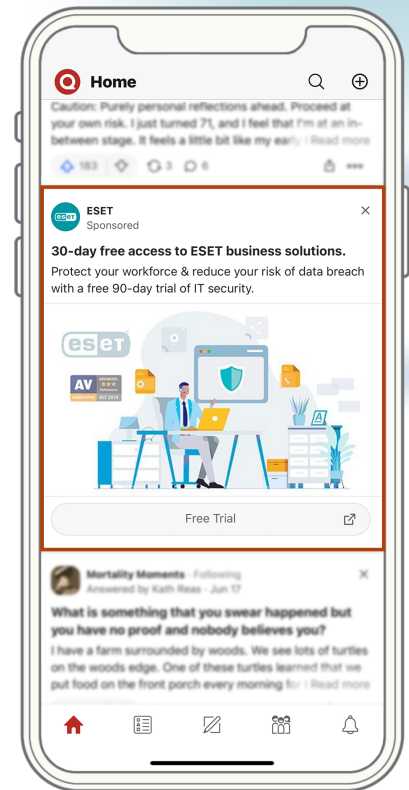 Home
Caution: Purely personal reflections ahead. Proceed at
your own risk. I just turned 71, and I feel that I'm at an in-
between stage. It feels a little bit like my early Read more
183
3
6
ESET
Sponsored
30-day free access to ESET business solutions.
Protect your workforce & reduce your risk of data breach
with a free 90-day trial of IT security.
eseT
AV
ADVANCED+
OCT 2019
A
Free Trial
Mortality Moments · Following
Answered by Kath Reas · Jun 17
What is something that you swear happened but
you have no proof and nobody believes you?
I have a farm surrounded by woods. We see lots of turtles
on the woods edge. One of these turtles learned that we
put food on the front porch every morning for Read more